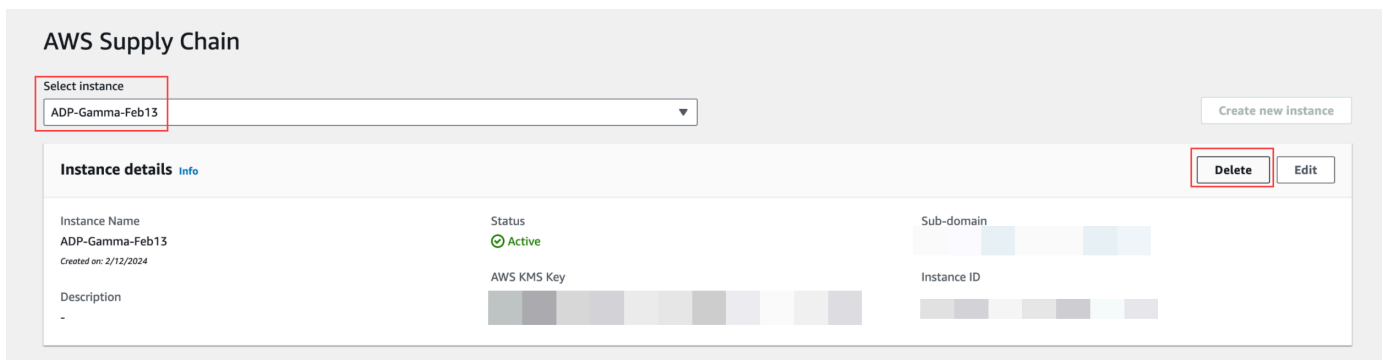 AWS Supply Chain
Select instance
ADP-Gamma-Feb13
Create new instance
Instance details Info
Delete
Edit
Instance Name
ADP-Gamma-Feb13
Created on: 2/12/2024
Description
-
Status
Active
AWS KMS Key
Sub-domain
Instance ID